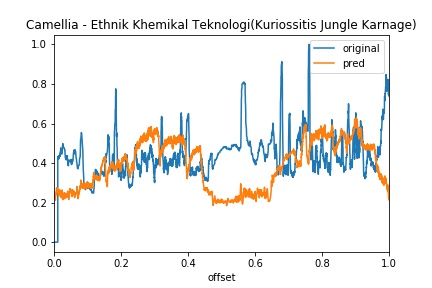 Camellia - Ethnik Khemikal Teknologi(Kuriossitis Jungle Karnage)
1.0
0.8
0.6
0.4
0.2
0.0
original
pred
0.0 0.2 0.4 0.6 0.8 1.0
offset